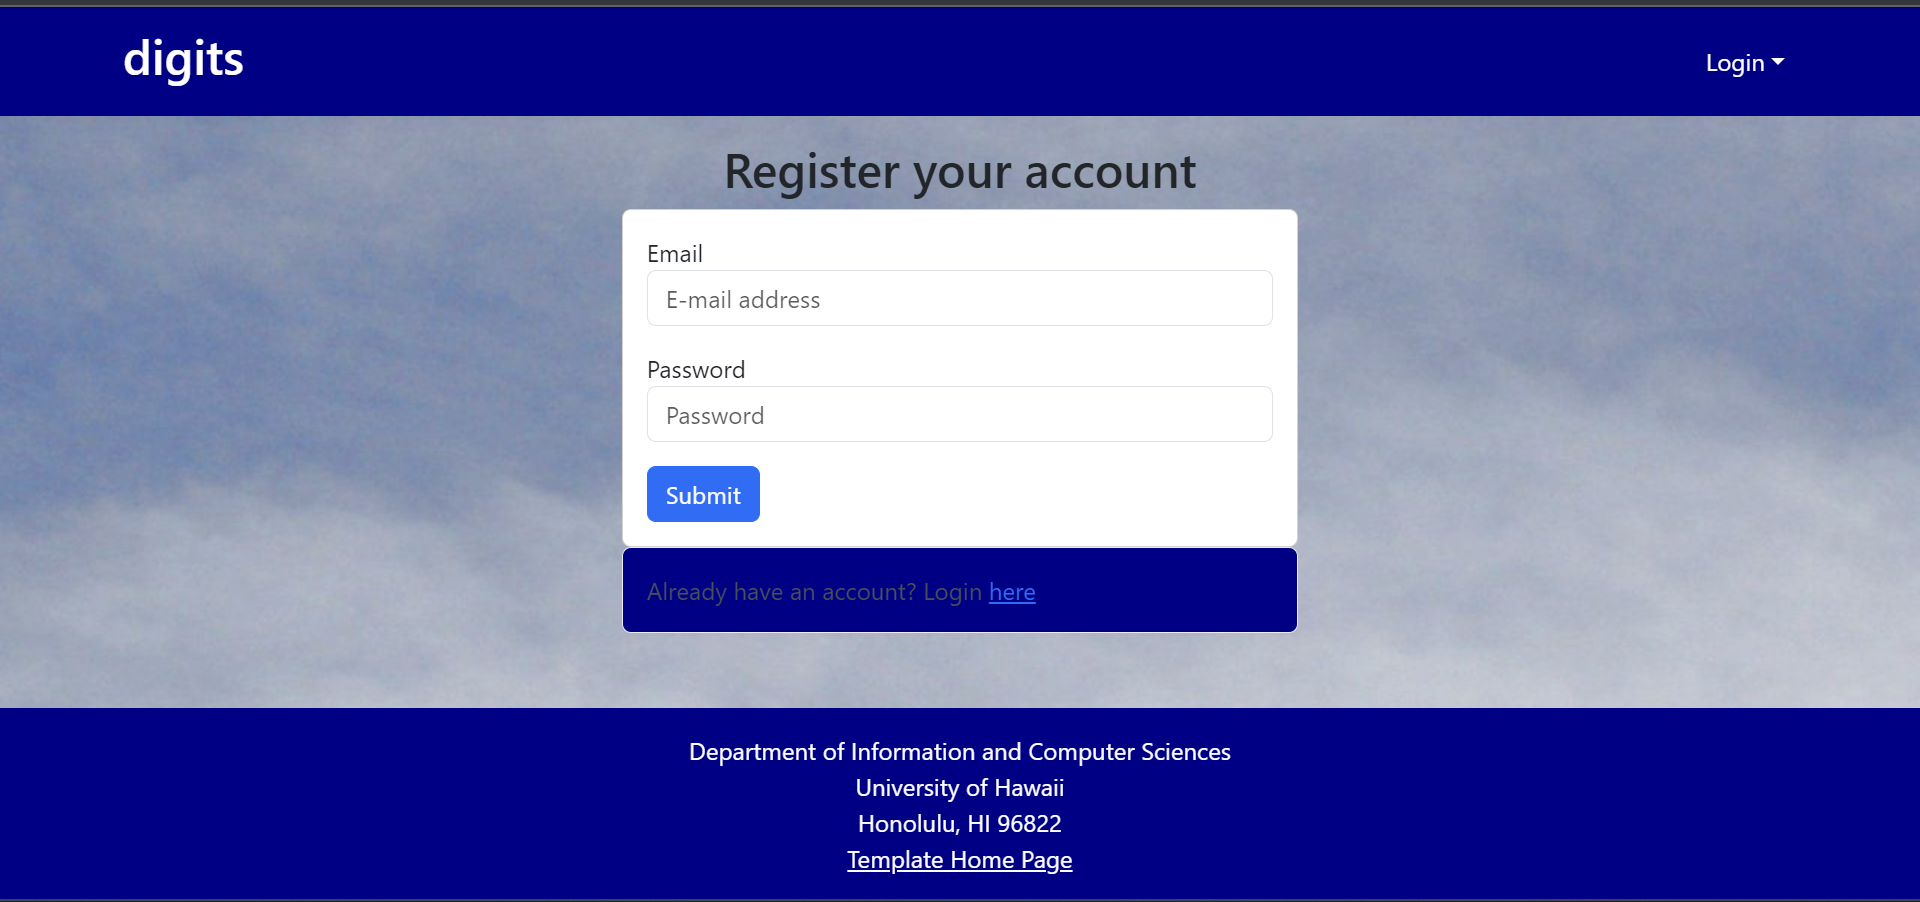 digits
Login
Register your account
Email
E-mail address
Password
Password
Submit
Already have an account? Login here
Department of Information and Computer Sciences
University of Hawaii
Honolulu, HI 96822
Template Home Page